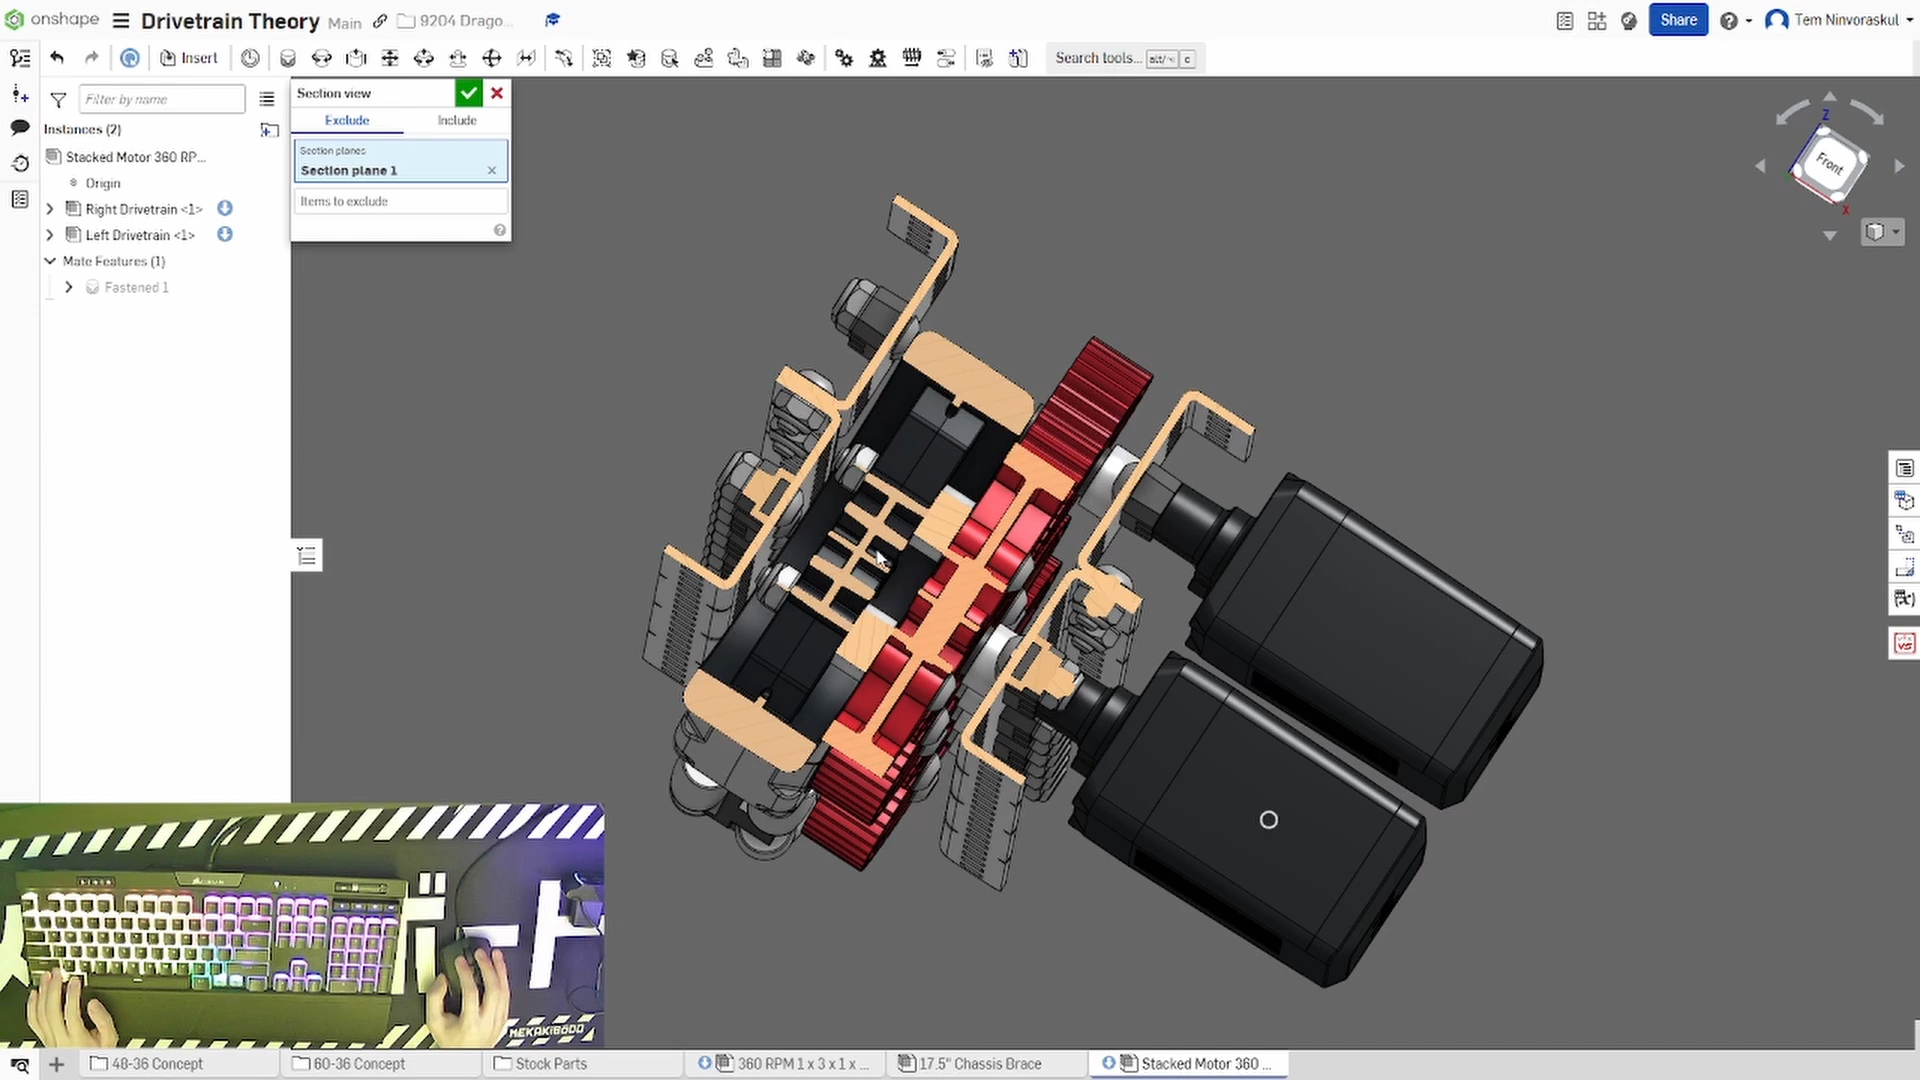 onshape
Drivetrain Theory
Main
9204 Drago...
Share
Tem Ninvoraskul
Insert
Search tools...
alt/⌥ c
Filter by name
Instances (2)
Stacked Motor 360 RP...
Origin
Right Drivetrain <1>
Left Drivetrain <1>
Mate Features (1)
Fastened 1
Section view
Exclude
Include
Section planes
Section plane 1
Items to exclude
Z
Front
X
MEKAKIBODO
48-36 Concept
60-36 Concept
Stock Parts
360 RPM 1 x 3 x 1 x ...
17.5" Chassis Brace
Stacked Motor 360 ...